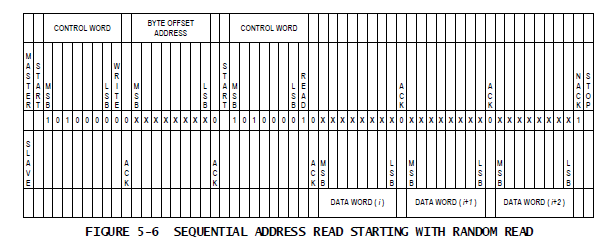 CONTROL WORD BYTE OFFSET ADDRESS CONTROL WORD
MASTER START MSB LSB WRITE MSB LSB START MSB LSB READ ACK ACK NACK STOP
1 0 1 0 0 0 0 0 0 X X X X X X X X 0 1 0 1 0 0 0 0 1 0 X X X X X X X X 0 X X X X X X X X 0 X X X X X X X X 1
SLAVE ACK ACK ACK MSB LSB MSB LSB MSB LSB
DATA WORD (i) DATA WORD (i+1) DATA WORD (i+2)
FIGURE 5-6 SEQUENTIAL ADDRESS READ STARTING WITH RANDOM READ